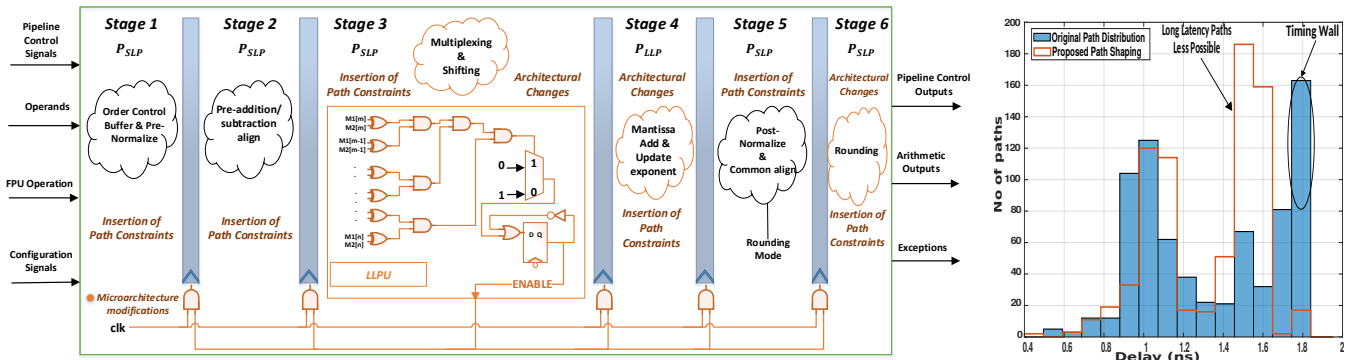 Pipeline
Control
Signals
Operands
FPU Operation
Configuration
Signals
Stage 1
P_SLP
Order Control
Buffer & Pre-
Normalize
Insertion of
Path Constraints
Microarchitecture
modifications
clk
Stage 2
P_SLP
Pre-addition/
subtraction
align
Insertion of
Path Constraints
Stage 3
P_SLP
Multiplexing
&
Shifting
Insertion of
Path Constraints
Architectural
Changes
M1[m]
M2[m]
M1[m-1]
M2[m-1]
M1[n]
M2[n]
0
1
1
0
D Q
LLPU
ENABLE
Stage 4
P_LLP
Architectural
Changes
Mantissa
Add &
Update
exponent
Insertion of
Path Constraints
Stage 5
P_SLP
Insertion of
Path Constraints
Post-
Normalize
&
Common align
Rounding
Mode
Stage 6
P_SLP
Architectural
Changes
Rounding
Insertion of
Path Constraints
Pipeline Control
Outputs
Arithmetic
Outputs
Exceptions
Original Path Distribution
Proposed Path Shaping
Long Latency Paths
Less Possible
Timing Wall
No of paths
200
180
160
140
120
100
80
60
40
20
0
0.4
0.6
0.8
1
1.2
1.4
1.6
1.8
2
Delay (ns)